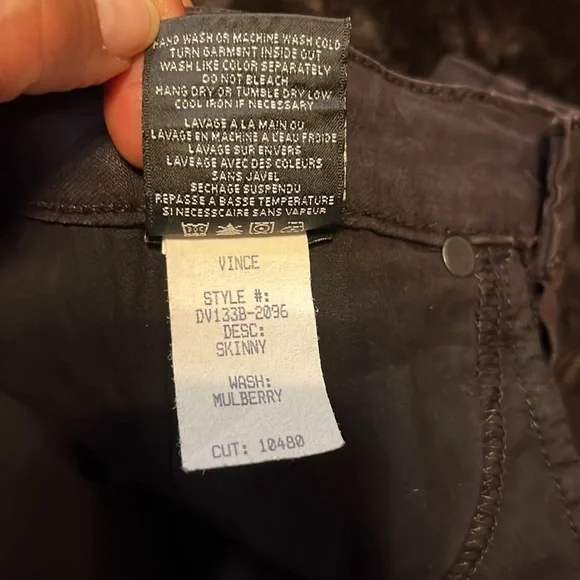 HAND WASH OR MACHINE WASH COLD
TURN GARMENT INSIDE OUT
WASH LIKE COLOR SEPARATELY
DO NOT BLEACH
HANG DRY OR TUMBLE DRY LOW
COOL IRON IF NECESSARY
LAVAGE A LA MAIN OU
LAVAGE EN MACHINE A L'EAU FROIDE
LAVAGE SUR ENVERS
LAVEAGE AVEC DES COLEURS
SANS JAVEL
SECHAGE SUSPENDU
REPASSE A BASSE TEMPERATURE
SI NECESSCAIRE SANS VAPEUR
VINCE
STYLE #:
DV133B-2096
DESC:
SKINNY
WASH:
MULBERRY
CUT: 10480